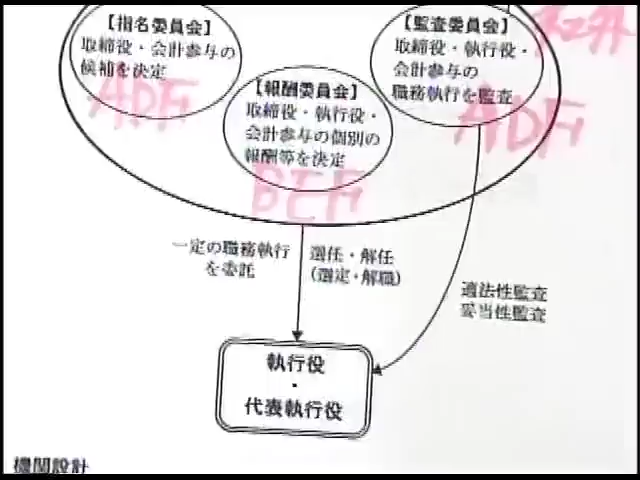 【指名委員会】
取締役・会計参与の
候補を決定
ADF
【報酬委員会】
取締役・執行役・
会計参与の個別の
報酬等を決定
BEF
【監査委員会】
取締役・執行役・
会計参与の
職務執行を監査
ADF
一定の職務執行
を委託
選任・解任
(選定・解職)
適法性監査
妥当性監査
執行役
・
代表執行役
機関設計